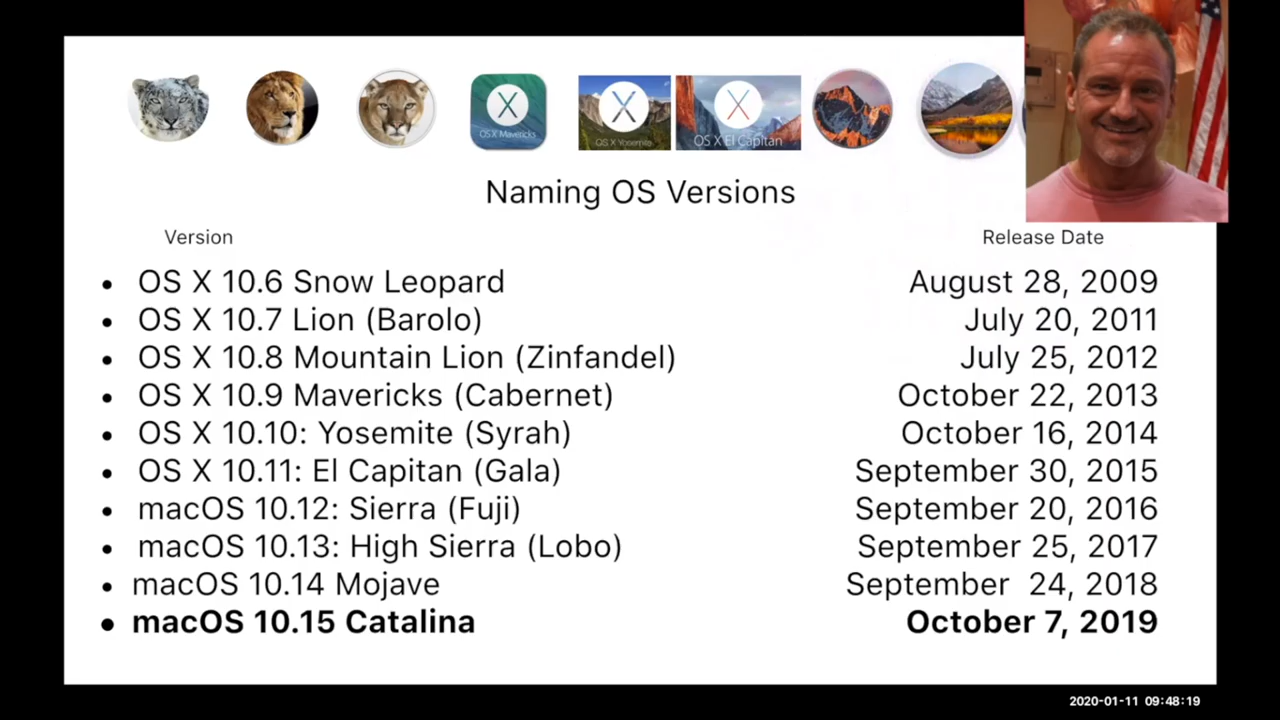 OS X Mavericks
OS X Yosemite
OS X El Capitan
Naming OS Versions
Version Release Date
• OS X 10.6 Snow Leopard August 28, 2009
• OS X 10.7 Lion (Barolo) July 20, 2011
• OS X 10.8 Mountain Lion (Zinfandel) July 25, 2012
• OS X 10.9 Mavericks (Cabernet) October 22, 2013
• OS X 10.10: Yosemite (Syrah) October 16, 2014
• OS X 10.11: El Capitan (Gala) September 30, 2015
• macOS 10.12: Sierra (Fuji) September 20, 2016
• macOS 10.13: High Sierra (Lobo) September 25, 2017
• macOS 10.14 Mojave September 24, 2018
• macOS 10.15 Catalina October 7, 2019
2020-01-11 09:48:19